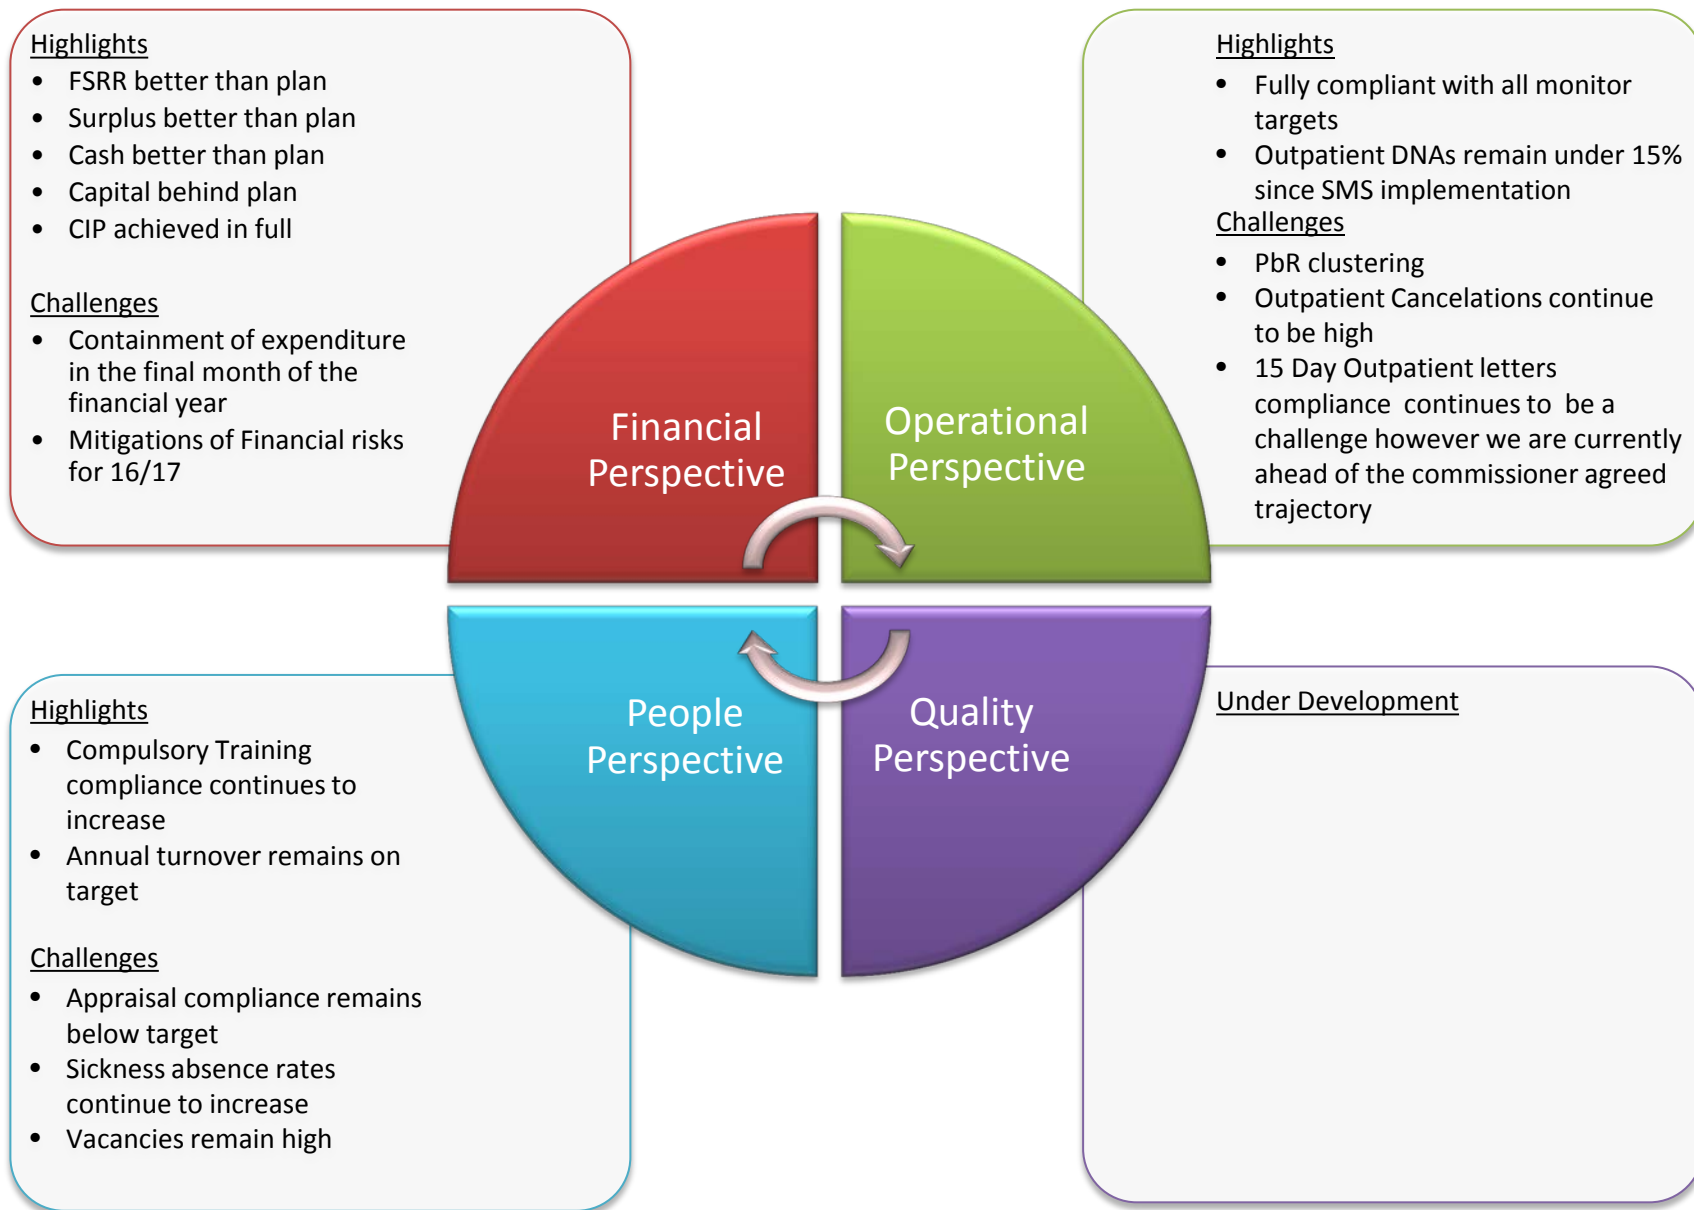 Highlights
• FSRR better than plan
• Surplus better than plan
• Cash better than plan
• Capital behind plan
• CIP achieved in full
Challenges
• Containment of expenditure
in the final month of the
financial year
• Mitigations of Financial risks
for 16/17
Highlights
• Fully compliant with all monitor
targets
• Outpatient DNAs remain under 15%
since SMS implementation
Challenges
• PbR clustering
• Outpatient Cancelations continue
to be high
• 15 Day Outpatient letters
compliance continues to be a
challenge however we are currently
ahead of the commissioner agreed
trajectory
Financial
Perspective
Operational
Perspective
People
Perspective
Quality
Perspective
Highlights
• Compulsory Training
compliance continues to
increase
• Annual turnover remains on
target
Challenges
• Appraisal compliance remains
below target
• Sickness absence rates
continue to increase
• Vacancies remain high
Under Development